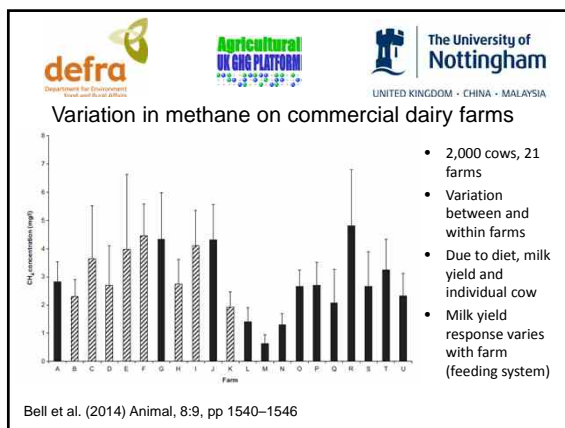 defra
Department for Environment
Food and Rural Affairs
Agricultural
UK GHG PLATFORM
The University of
Nottingham
UNITED KINGDOM · CHINA · MALAYSIA
Variation in methane on commercial dairy farms
8
7
6
5
4
3
2
1
0
CH4 concentration (mg/l)
A B C D E F G H I J K L M N O P Q R S T U
Farm
• 2,000 cows, 21
farms
• Variation
between and
within farms
• Due to diet, milk
yield and
individual cow
• Milk yield
response varies
with farm
(feeding system)
Bell et al. (2014) Animal, 8:9, pp 1540–1546